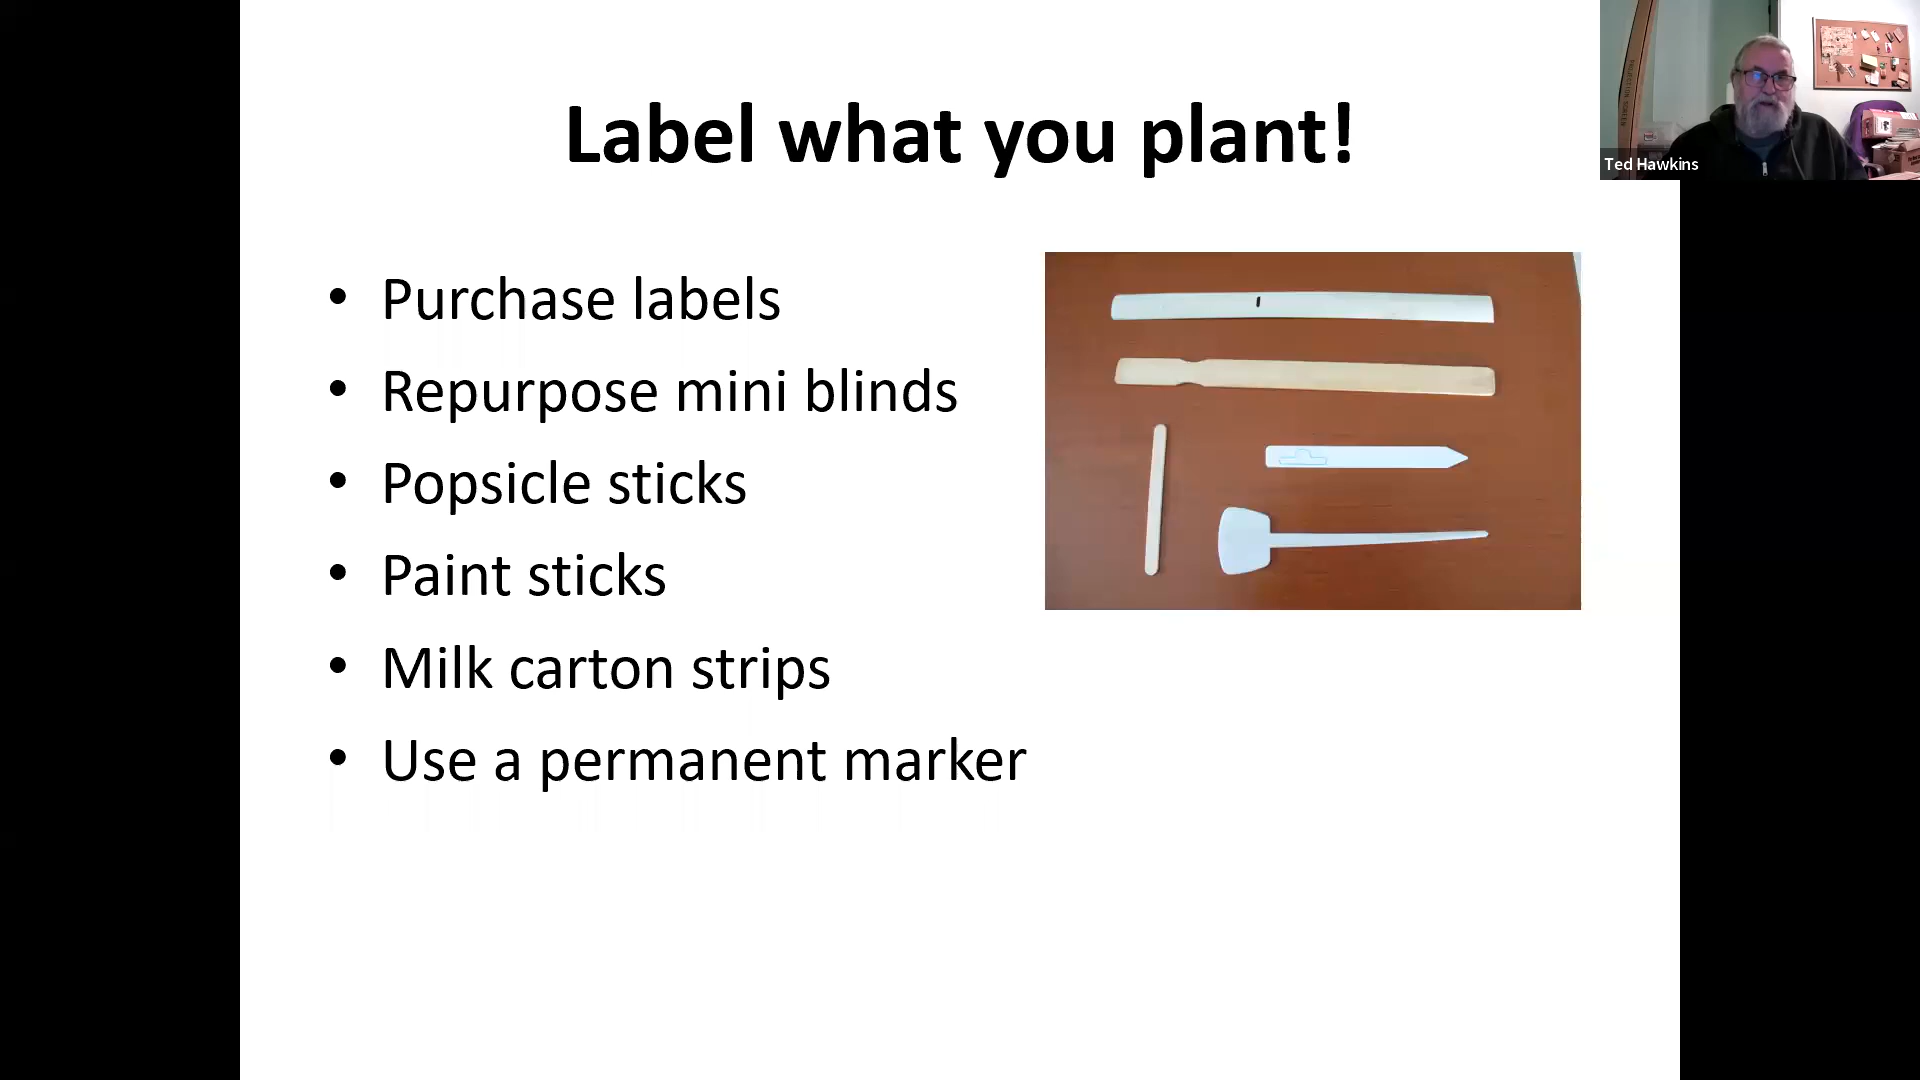 Label what you plant!
• Purchase labels
• Repurpose mini blinds
• Popsicle sticks
• Paint sticks
• Milk carton strips
• Use a permanent marker
Ted Hawkins